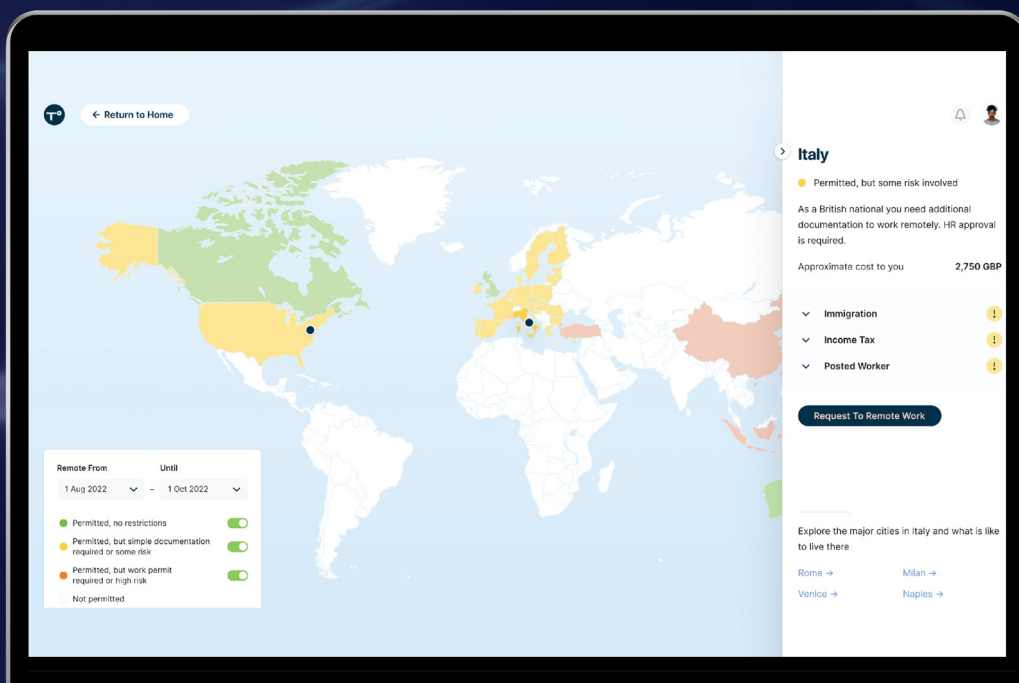 T°
← Return to Home
Italy
Permitted, but some risk involved
As a British national you need additional
documentation to work remotely. HR approval
is required.
Approximate cost to you 2,750 GBP
Immigration !
Income Tax !
Posted Worker !
Request To Remote Work
Explore the major cities in Italy and what is like
to live there
Rome → Milan →
Venice → Naples →
Remote From Until
1 Aug 2022 – 1 Oct 2022
Permitted, no restrictions
Permitted, but simple documentation
required or some risk
Permitted, but work permit
required or high risk
Not permitted